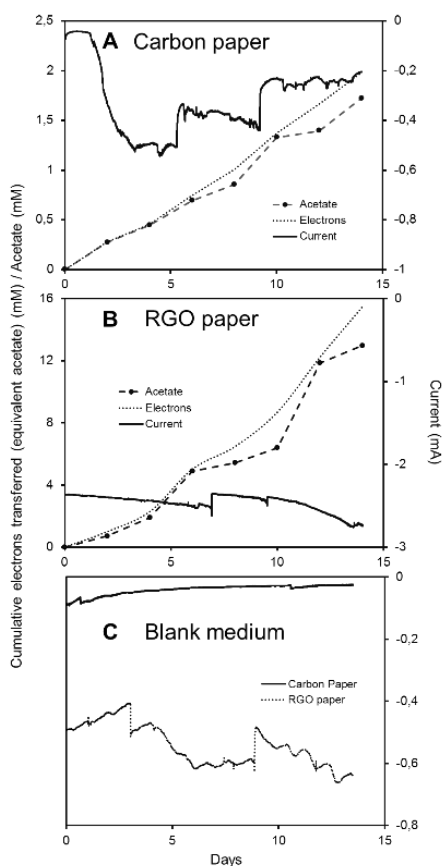 Cumulative electrons transferred (equivalent acetate) (mM) / Acetate (mM)
Current (mA)
A Carbon paper
2,5
2
1,5
1
0,5
0
0
-0,2
-0,4
-0,6
-0,8
-1
Acetate
Electrons
Current
0
5
10
15
B RGO paper
16
12
8
4
0
0
-1
-2
-3
Acetate
Electrons
Current
0
5
10
15
C Blank medium
0
-0,2
-0,4
-0,6
-0,8
Carbon Paper
RGO paper
0
5
10
15
Days